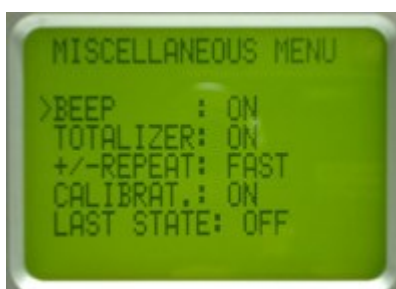 MISCELLANEOUS MENU
>BEEP : ON
TOTALIZER: ON
+/-REPEAT: FAST
CALIBRAT.: ON
LAST STATE: OFF